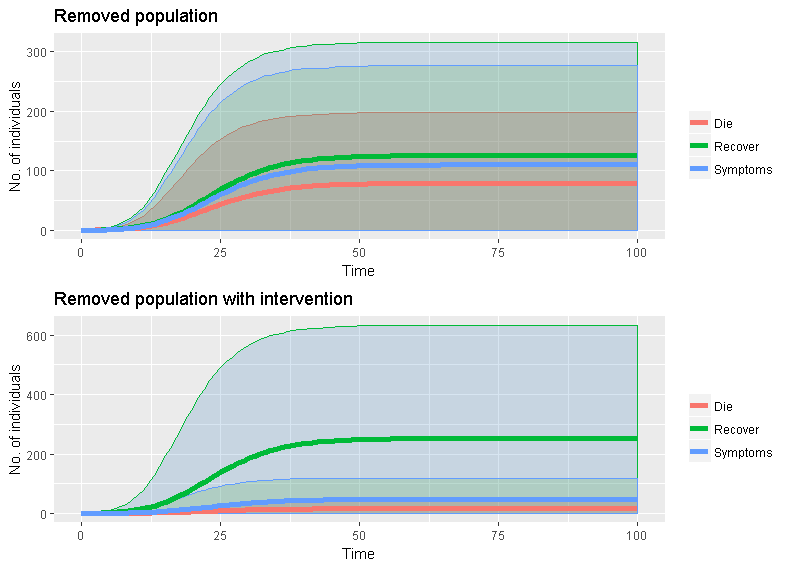 Removed population
No. of individuals
300
200
100
0
0 25 50 75 100
Time
Die
Recover
Symptoms
Removed population with intervention
No. of individuals
600
400
200
0
0 25 50 75 100
Time
Die
Recover
Symptoms